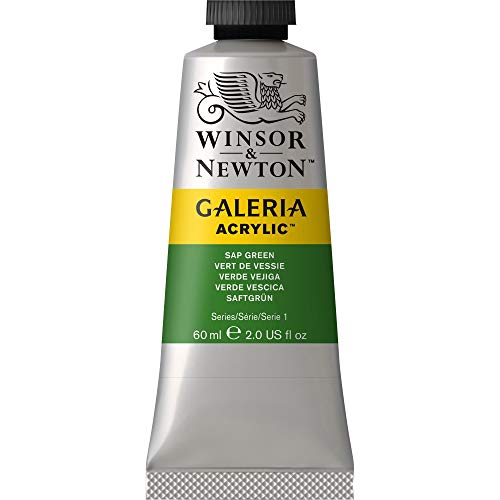 WINSOR
&
NEWTON™
GALERIA
ACRYLIC™
SAP GREEN
VERT DE VESSIE
VERDE VEJIGA
VERDE VESCICA
SAFTGRÜN
Series/Série/Serie 1
60 ml ℮ 2.0 US fl oz